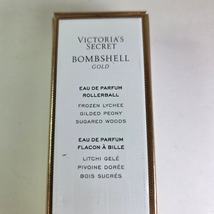 VICTORIA'S
SECRET
BOMBSHELL
GOLD
EAU DE PARFUM
ROLLERBALL
FROZEN LYCHEE
GILDED PEONY
SUGARED WOODS
EAU DE PARFUM
FLACON À BILLE
LITCHI GELÉ
PIVOINE DORÉE
BOIS SUCRÉS